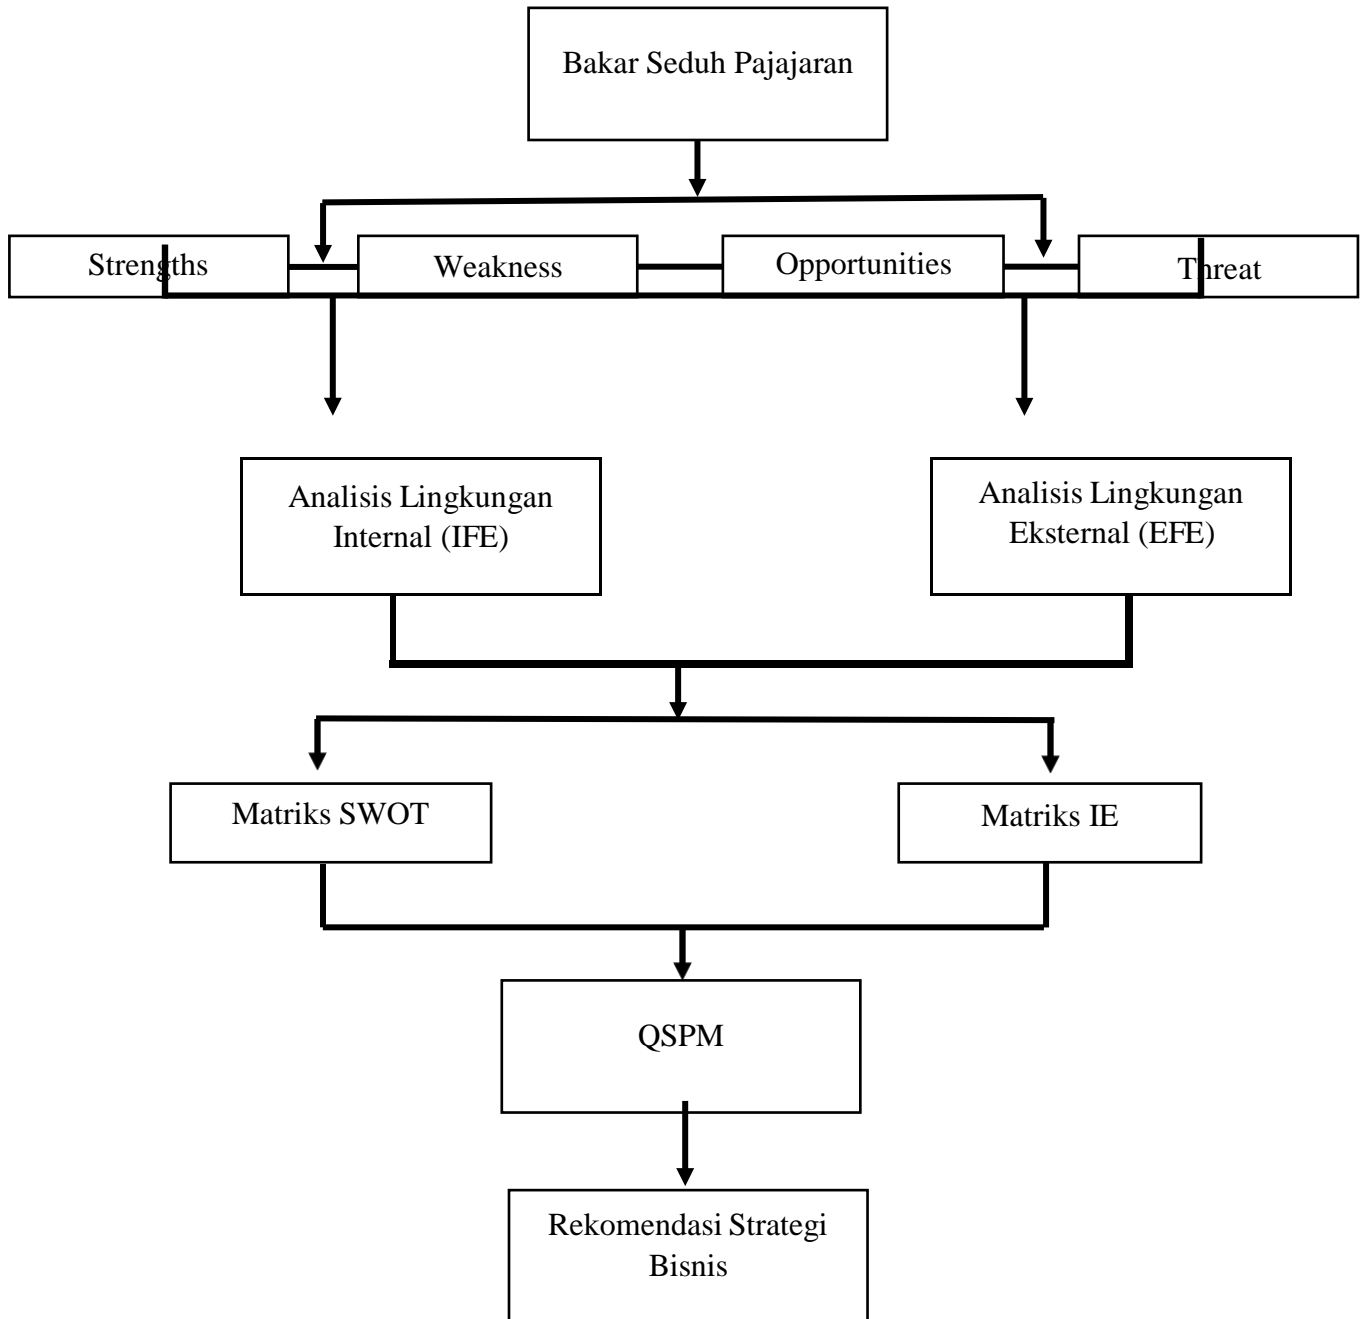 Bakar Seduh Pajajaran
Strengths
Weakness
Opportunities
Threat
Analisis Lingkungan
Internal (IFE)
Analisis Lingkungan
Eksternal (EFE)
Matriks SWOT
Matriks IE
QSPM
Rekomendasi Strategi
Bisnis